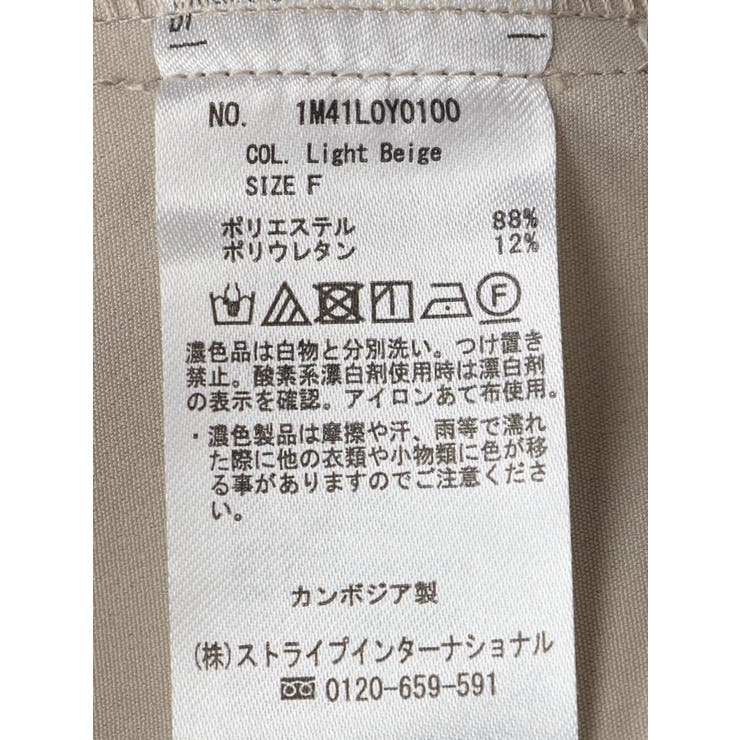 NO. 1M41L0Y0100
COL. Light Beige
SIZE F
ポリエステル 88%
ポリウレタン 12%
F
濃色品は白物と分別洗い。つけ置き
禁止。酸素系漂白剤使用時は漂白剤
の表示を確認。アイロンあて布使用。
・濃色製品は摩擦や汗、雨等で濡れ
た際に他の衣類や小物類に色が移
る事がありますのでご注意くださ
い。
カンボジア製
(株)ストライプインターナショナル
0120-659-591